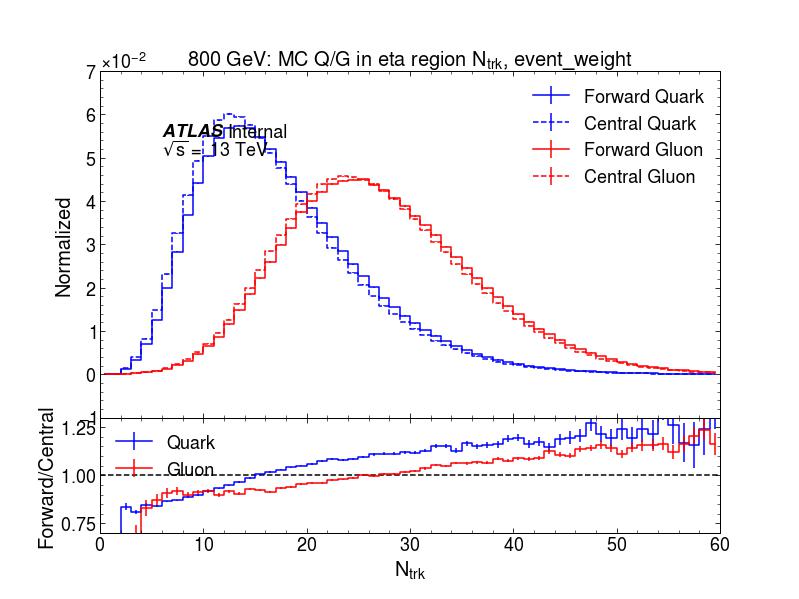 ×10⁻²
800 GeV: MC Q/G in eta region N_trk, event_weight
7
6
5
4
3
2
1
0
−1
Normalized
ATLAS Internal
√s = 13 TeV
Forward Quark
Central Quark
Forward Gluon
Central Gluon
1.25
1.00
0.75
Forward/Central
Quark
Gluon
0 10 20 30 40 50 60
N_trk